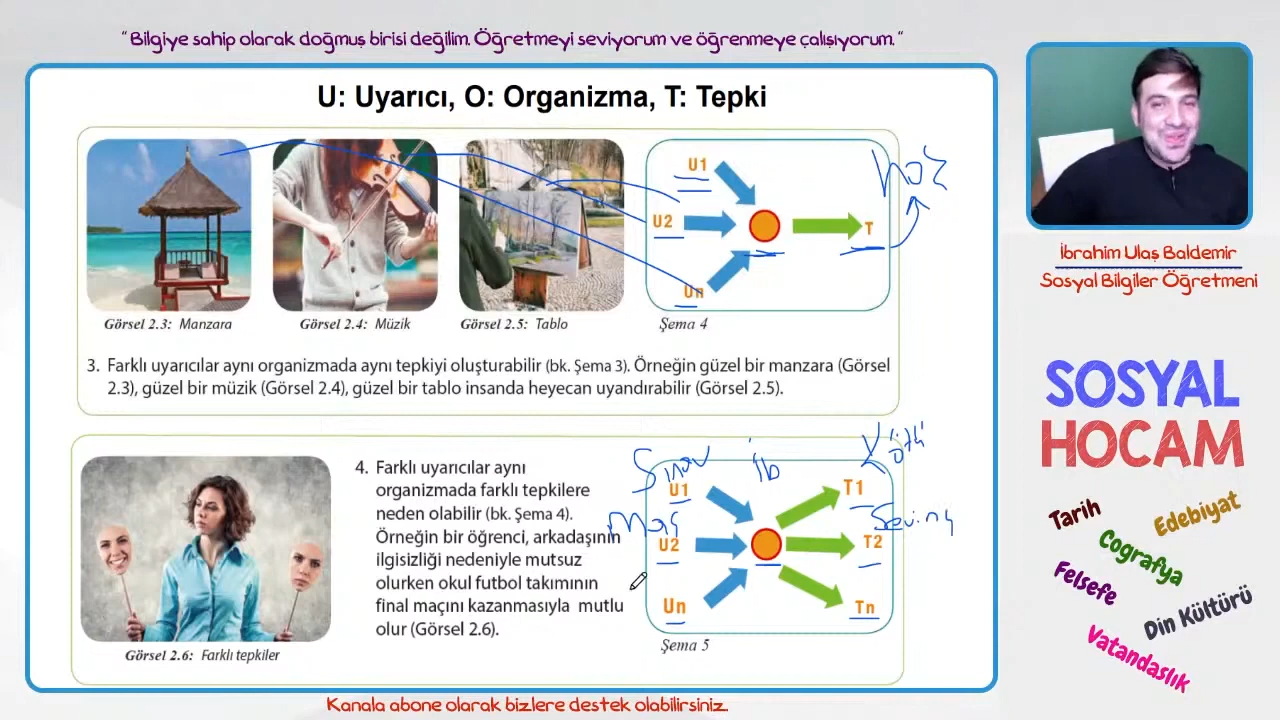 “Bilgiye sahip olarak doğmuş birisi değilim. Öğretmeyi seviyorum ve öğrenmeye çalışıyorum.”
U: Uyarıcı, O: Organizma, T: Tepki
U1
U2
Un
T
hoz
Görsel 2.3: Manzara
Görsel 2.4: Müzik
Görsel 2.5: Tablo
Şema 4
3. Farklı uyarıcılar aynı organizmada aynı tepkiyi oluşturabilir (bk. Şema 3). Örneğin güzel bir manzara (Görsel
2.3), güzel bir müzik (Görsel 2.4), güzel bir tablo insanda heyecan uyandırabilir (Görsel 2.5).
4. Farklı uyarıcılar aynı
organizmada farklı tepkilere
neden olabilir (bk. Şema 4).
Örneğin bir öğrenci, arkadaşının
ilgisizliği nedeniyle mutsuz
olurken okul futbol takımının
final maçını kazanmasıyla mutlu
olur (Görsel 2.6).
Görsel 2.6: Farklı tepkiler
Sınav
İb
Kötü
U1
T1
Maç
Sevinç
U2
T2
Un
Tn
Şema 5
Kanala abone olarak bizlere destek olabilirsiniz.
İbrahim Ulaş Baldemir
Sosyal Bilgiler Öğretmeni
SOSYAL
HOCAM
Tarih
Edebiyat
Coğrafya
Felsefe
Din Kültürü
Vatandaşlık